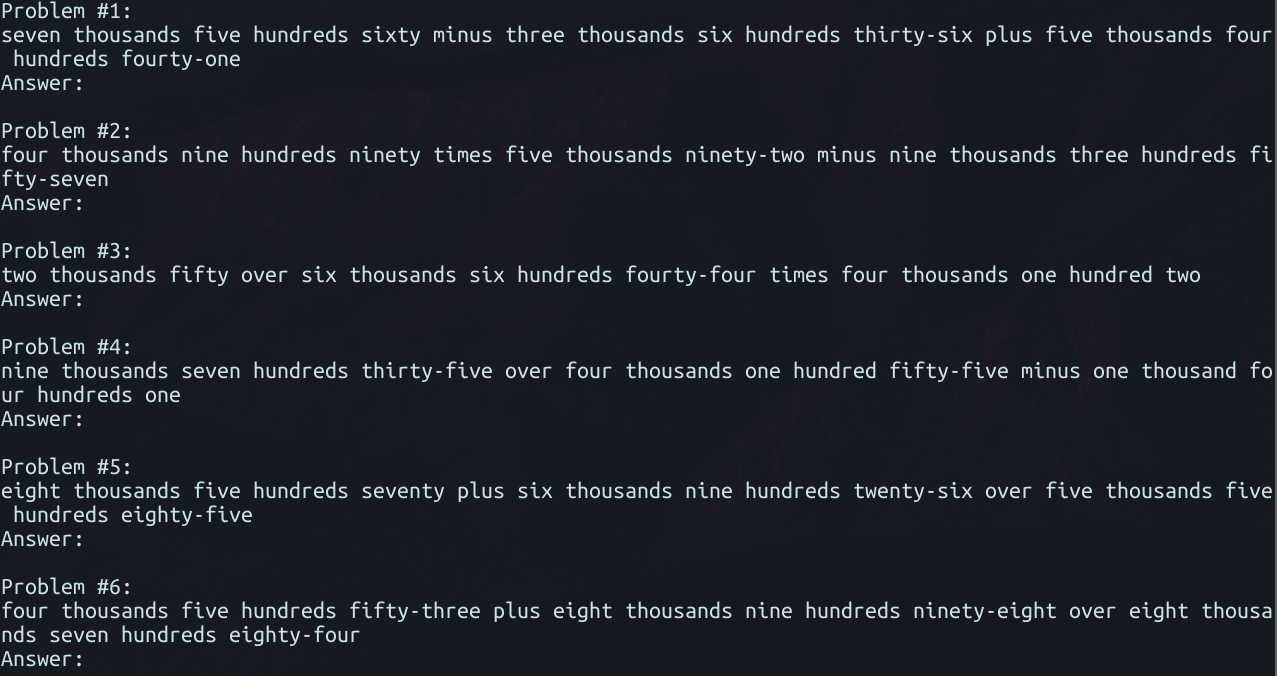 Problem #1:
seven thousands five hundreds sixty minus three thousands six hundreds thirty-six plus five thousands four
 hundreds fourty-one
Answer:

Problem #2:
four thousands nine hundreds ninety times five thousands ninety-two minus nine thousands three hundreds fi
fty-seven
Answer:

Problem #3:
two thousands fifty over six thousands six hundreds fourty-four times four thousands one hundred two
Answer:

Problem #4:
nine thousands seven hundreds thirty-five over four thousands one hundred fifty-five minus one thousand fo
ur hundreds one
Answer:

Problem #5:
eight thousands five hundreds seventy plus six thousands nine hundreds twenty-six over five thousands five
 hundreds eighty-five
Answer:

Problem #6:
four thousands five hundreds fifty-three plus eight thousands nine hundreds ninety-eight over eight thousa
nds seven hundreds eighty-four
Answer: